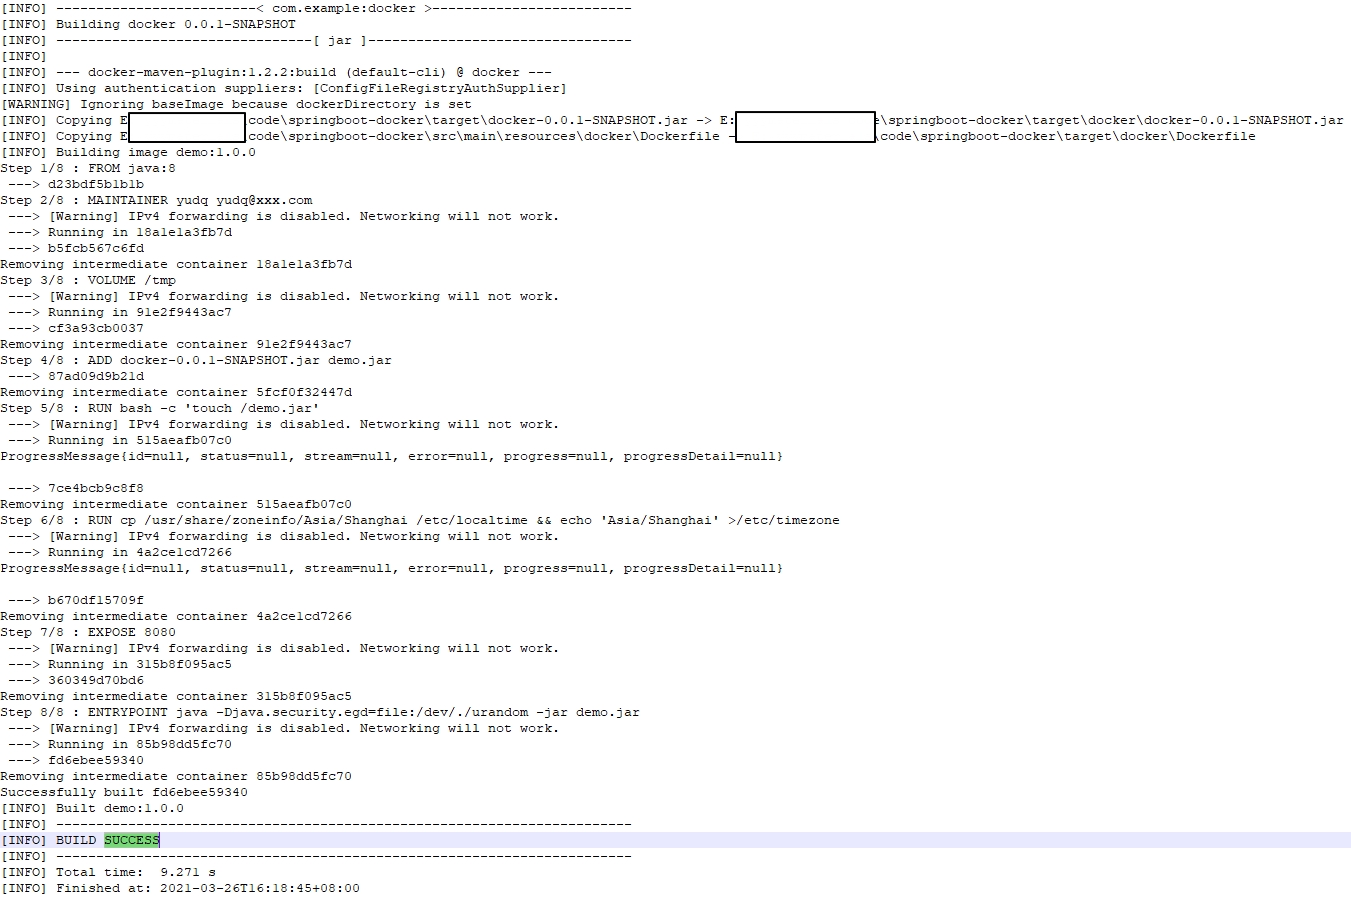 [INFO] -------------------------< com.example:docker >-------------------------
[INFO] Building docker 0.0.1-SNAPSHOT
[INFO] --------------------------------[ jar ]---------------------------------
[INFO]
[INFO] --- docker-maven-plugin:1.2.2:build (default-cli) @ docker ---
[INFO] Using authentication suppliers: [ConfigFileRegistryAuthSupplier]
[WARNING] Ignoring baseImage because dockerDirectory is set
[INFO] Copying E code\springboot-docker\target\docker-0.0.1-SNAPSHOT.jar -> E: \springboot-docker\target\docker\docker-0.0.1-SNAPSHOT.jar
[INFO] Copying E code\springboot-docker\src\main\resources\docker\Dockerfile - \code\springboot-docker\target\docker\Dockerfile
[INFO] Building image demo:1.0.0
Step 1/8 : FROM java:8
 ---> d23bdf5b1b1b
Step 2/8 : MAINTAINER yudq yudq@xxx.com
 ---> [Warning] IPv4 forwarding is disabled. Networking will not work.
 ---> Running in 18a1e1a3fb7d
 ---> b5fcb567c6fd
Removing intermediate container 18a1e1a3fb7d
Step 3/8 : VOLUME /tmp
 ---> [Warning] IPv4 forwarding is disabled. Networking will not work.
 ---> Running in 91e2f9443ac7
 ---> cf3a93cb0037
Removing intermediate container 91e2f9443ac7
Step 4/8 : ADD docker-0.0.1-SNAPSHOT.jar demo.jar
 ---> 87ad09d9b21d
Removing intermediate container 5fcf0f32447d
Step 5/8 : RUN bash -c 'touch /demo.jar'
 ---> [Warning] IPv4 forwarding is disabled. Networking will not work.
 ---> Running in 515aeafb07c0
ProgressMessage{id=null, status=null, stream=null, error=null, progress=null, progressDetail=null}
 ---> 7ce4bcb9c8f8
Removing intermediate container 515aeafb07c0
Step 6/8 : RUN cp /usr/share/zoneinfo/Asia/Shanghai /etc/localtime && echo 'Asia/Shanghai' >/etc/timezone
 ---> [Warning] IPv4 forwarding is disabled. Networking will not work.
 ---> Running in 4a2ce1cd7266
ProgressMessage{id=null, status=null, stream=null, error=null, progress=null, progressDetail=null}
 ---> b670df15709f
Removing intermediate container 4a2ce1cd7266
Step 7/8 : EXPOSE 8080
 ---> [Warning] IPv4 forwarding is disabled. Networking will not work.
 ---> Running in 315b8f095ac5
 ---> 360349d70bd6
Removing intermediate container 315b8f095ac5
Step 8/8 : ENTRYPOINT java -Djava.security.egd=file:/dev/./urandom -jar demo.jar
 ---> [Warning] IPv4 forwarding is disabled. Networking will not work.
 ---> Running in 85b98dd5fc70
 ---> fd6ebee59340
Removing intermediate container 85b98dd5fc70
Successfully built fd6ebee59340
[INFO] Built demo:1.0.0
[INFO] ------------------------------------------------------------------------
[INFO] BUILD SUCCESS
[INFO] ------------------------------------------------------------------------
[INFO] Total time:  9.271 s
[INFO] Finished at: 2021-03-26T16:18:45+08:00